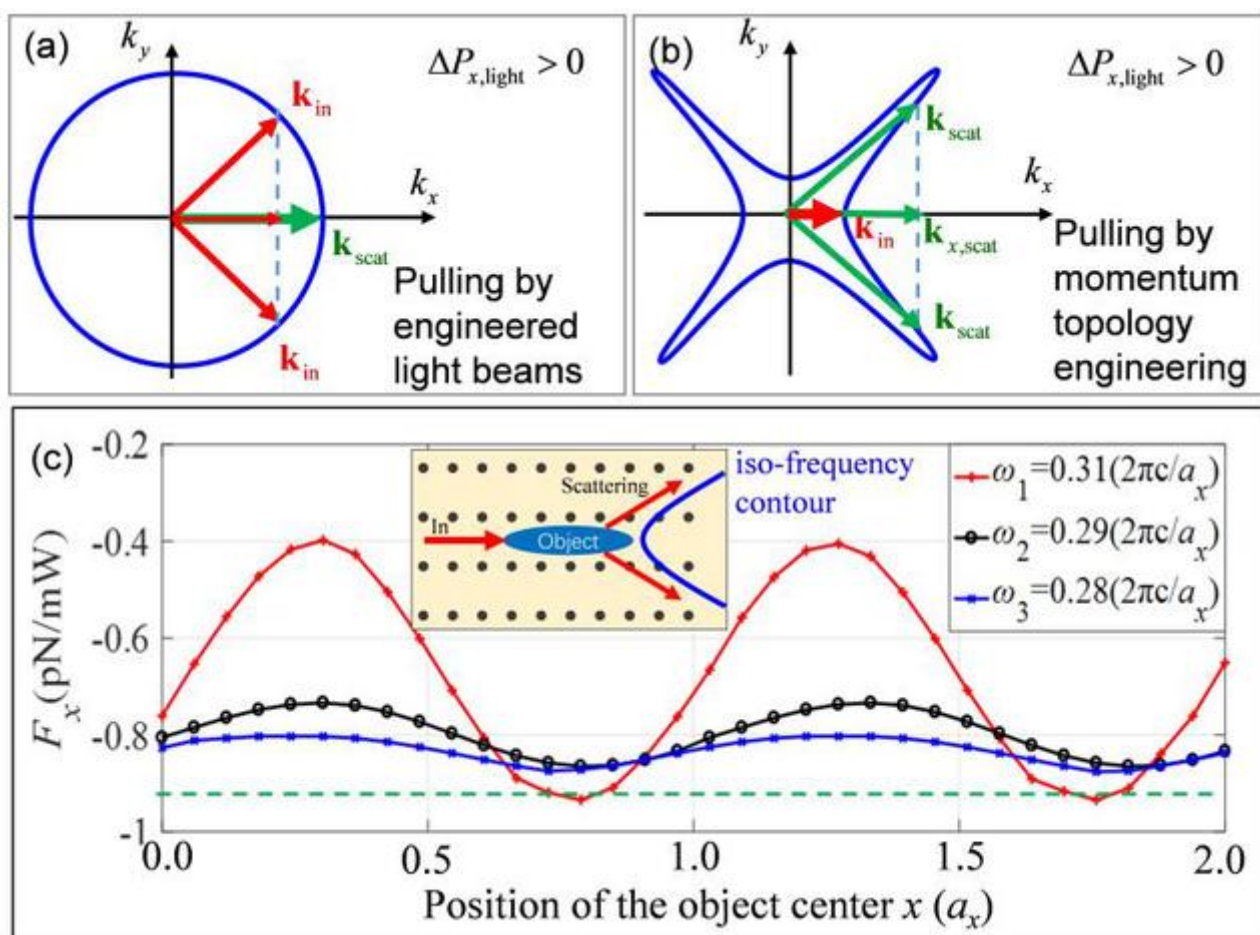 (a)
k_y
ΔP_{x,light} > 0
k_in
k_x
k_scat
k_in
Pulling by
engineered
light beams
(b)
k_y
ΔP_{x,light} > 0
k_scat
k_x
k_in
k_{x,scat}
k_scat
Pulling by
momentum
topology
engineering
(c)
F_x (pN/mW)
-0.2
-0.4
-0.6
-0.8
-1
In
Scattering
Object
iso-frequency
contour
ω_1=0.31(2πc/a_x)
ω_2=0.29(2πc/a_x)
ω_3=0.28(2πc/a_x)
0.0 0.5 1.0 1.5 2.0
Position of the object center x (a_x)